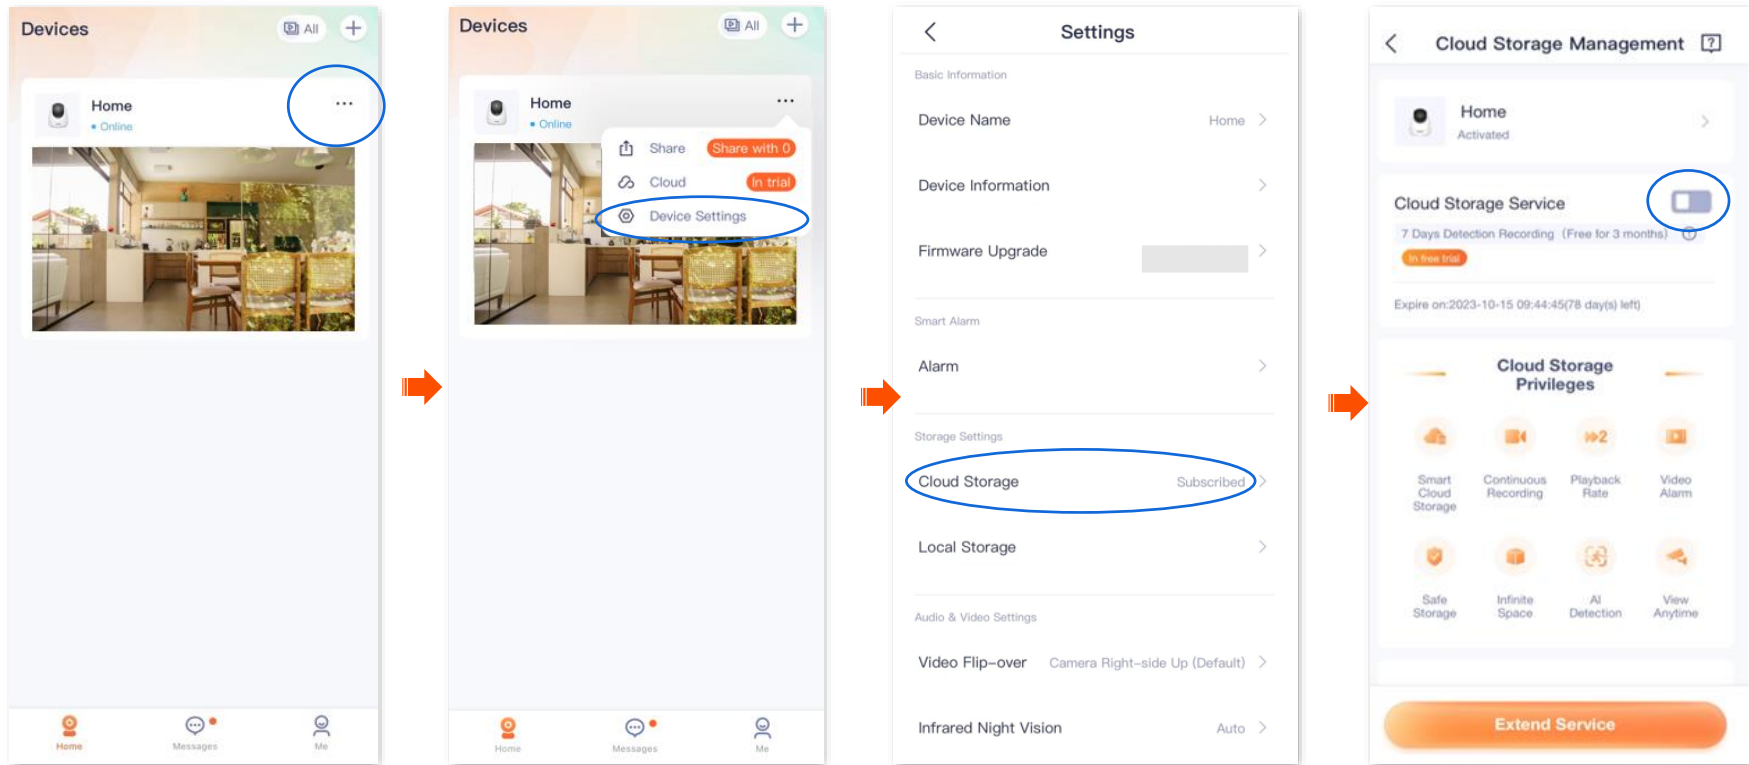 Devices
All
Home
• Online
Home
Messages
Me
Devices
All
Home
• Online
Share
Share with 0
Cloud
In trial
Device Settings
Home
Messages
Me
Settings
Basic Information
Device Name
Home
Device Information
Firmware Upgrade
Smart Alarm
Alarm
Storage Settings
Cloud Storage
Subscribed
Local Storage
Audio & Video Settings
Video Flip-over
Camera Right-side Up (Default)
Infrared Night Vision
Auto
Cloud Storage Management
Home
Activated
Cloud Storage Service
7 Days Detection Recording (Free for 3 months)
In free trial
Expire on:2023-10-15 09:44:45(78 day(s) left)
Cloud Storage
Privileges
2
Smart
Cloud
Storage
Continuous
Recording
Playback
Rate
Video
Alarm
Safe
Storage
Infinite
Space
AI
Detection
View
Anytime
Extend Service